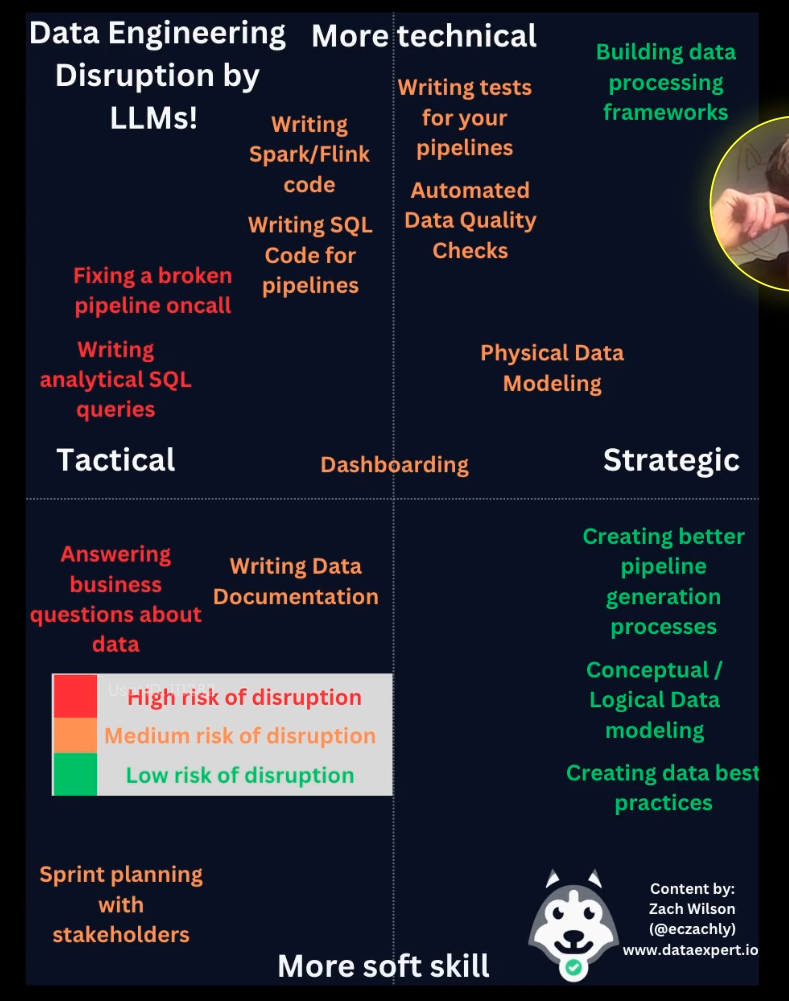 Data Engineering
Disruption by
LLMs!
More technical
Building data
processing
frameworks
Writing tests
for your
pipelines
Writing
Spark/Flink
code
Automated
Data Quality
Checks
Writing SQL
Code for
pipelines
Fixing a broken
pipeline oncall
Writing
analytical SQL
queries
Physical Data
Modeling
Tactical
Dashboarding
Strategic
Answering
business
questions about
data
Writing Data
Documentation
Creating better
pipeline
generation
processes
High risk of disruption
Medium risk of disruption
Low risk of disruption
Conceptual /
Logical Data
modeling
Creating data best
practices
Sprint planning
with
stakeholders
Content by:
Zach Wilson
(@eczachly)
www.dataexpert.io
More soft skill